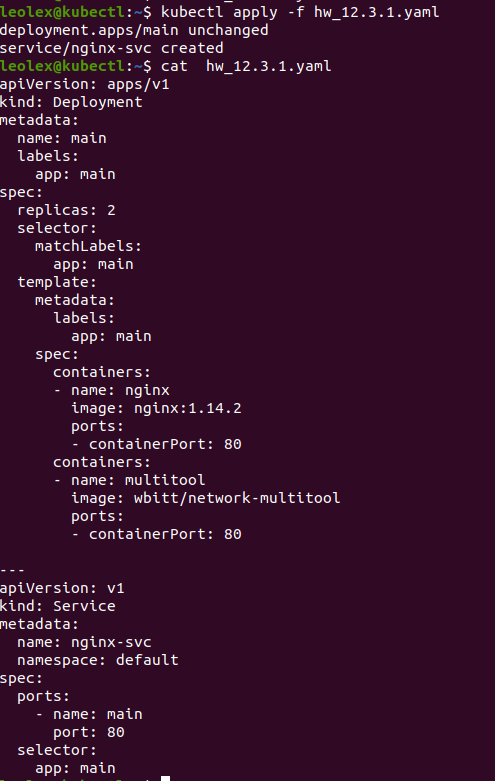 leolex@kubectl:~$ kubectl apply -f hw_12.3.1.yaml
deployment.apps/main unchanged
service/nginx-svc created
leolex@kubectl:~$ cat  hw_12.3.1.yaml
apiVersion: apps/v1
kind: Deployment
metadata:
  name: main
  labels:
    app: main
spec:
  replicas: 2
  selector:
    matchLabels:
      app: main
  template:
    metadata:
      labels:
        app: main
    spec:
      containers:
      - name: nginx
        image: nginx:1.14.2
        ports:
        - containerPort: 80
      containers:
      - name: multitool
        image: wbitt/network-multitool
        ports:
        - containerPort: 80

---
apiVersion: v1
kind: Service
metadata:
  name: nginx-svc
  namespace: default
spec:
  ports:
    - name: main
      port: 80
  selector:
    app: main